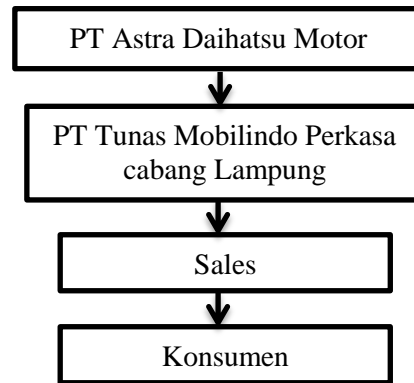 PT Astra Daihatsu Motor
PT Tunas Mobilindo Perkasa
cabang Lampung
Sales
Konsumen